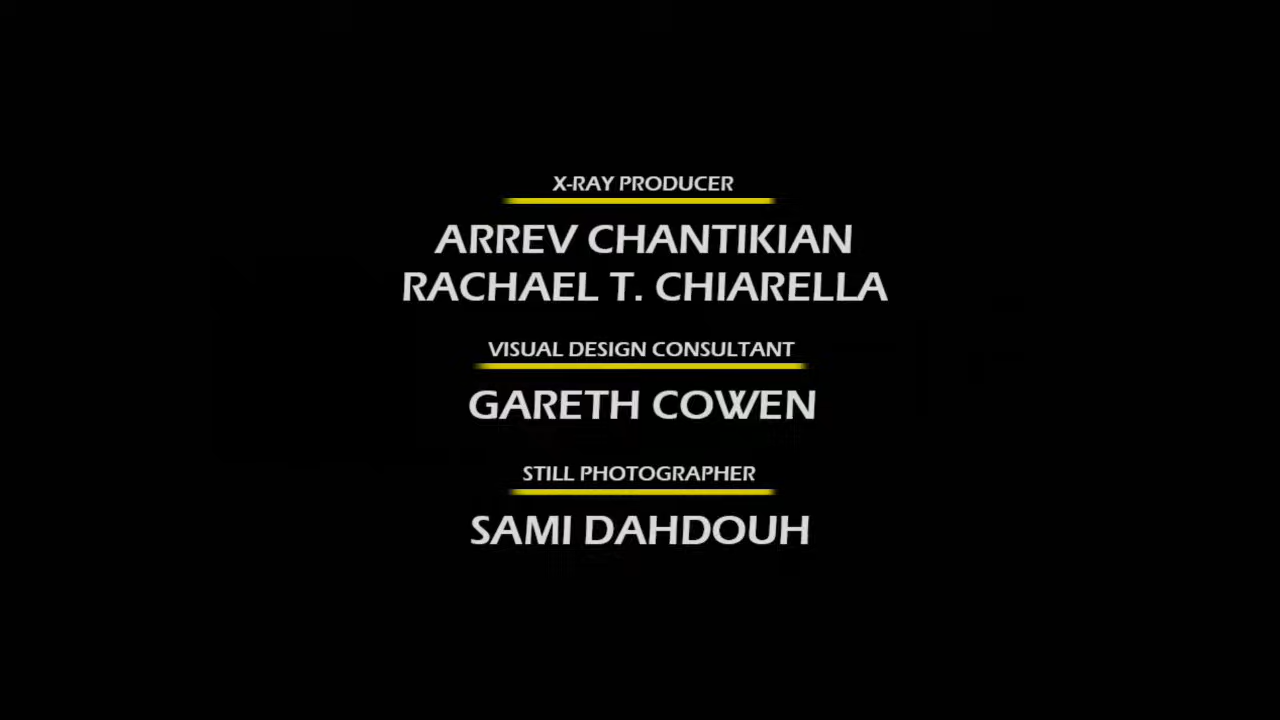 X-RAY PRODUCER
ARREV CHANTIKIAN
RACHAEL T. CHIARELLA
VISUAL DESIGN CONSULTANT
GARETH COWEN
STILL PHOTOGRAPHER
SAMI DAHDOUH